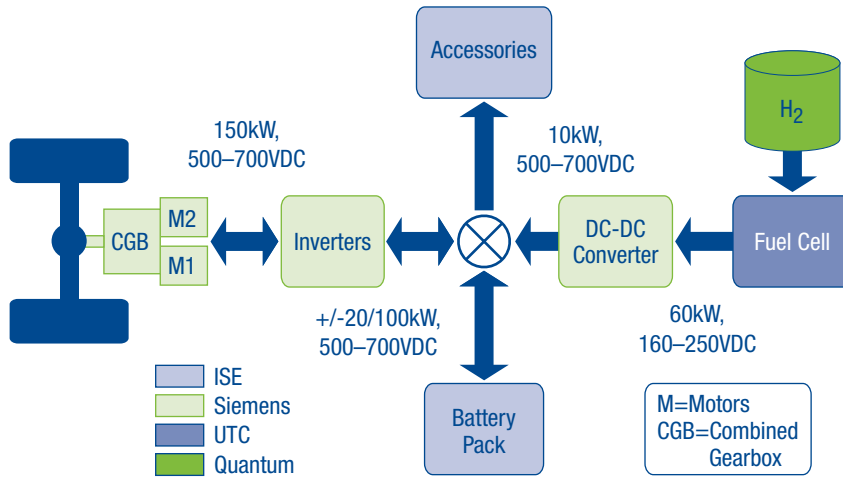 Accessories
H2
150kW,
500–700VDC
10kW,
500–700VDC
M2
CGB
M1
Inverters
DC-DC
Converter
Fuel Cell
+/-20/100kW,
500–700VDC
60kW,
160–250VDC
ISE
Siemens
UTC
Quantum
Battery
Pack
M=Motors
CGB=Combined
Gearbox